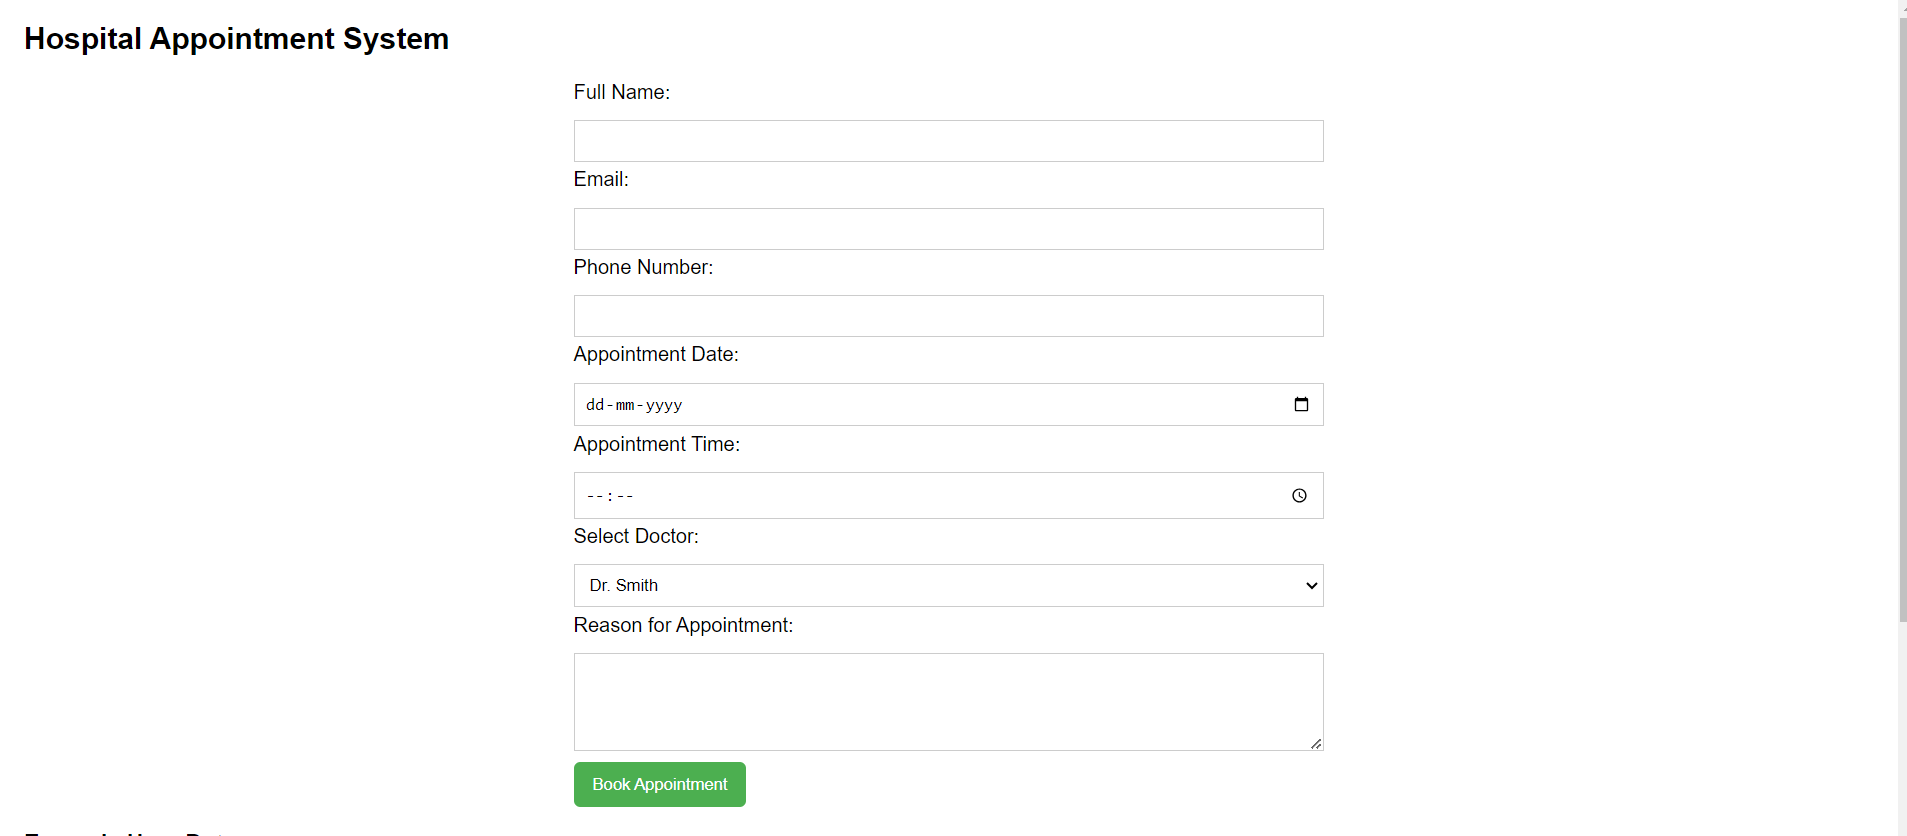 Hospital Appointment System
Full Name:
Email:
Phone Number:
Appointment Date:
dd-mm-yyyy
Appointment Time:
--:--
Select Doctor:
Dr. Smith
Reason for Appointment:
Book Appointment